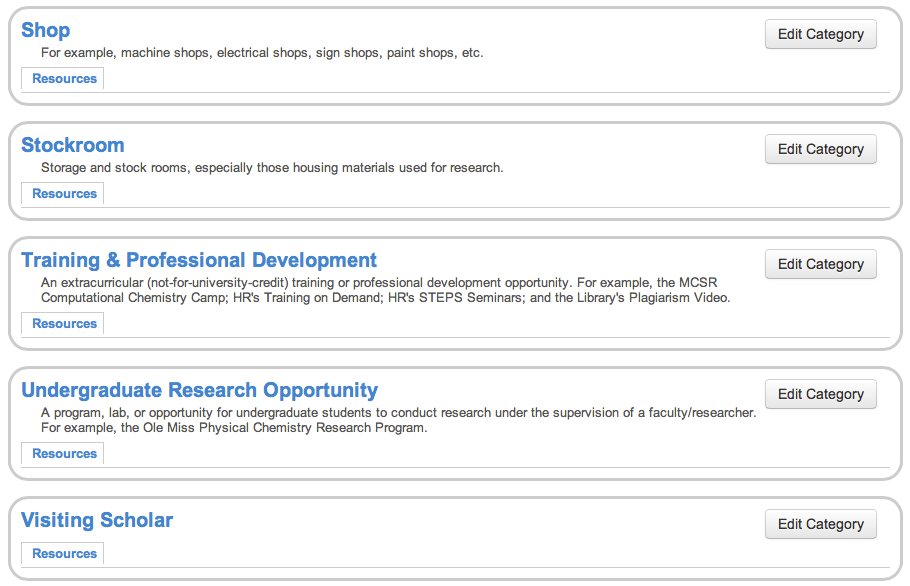 Shop
Edit Category
For example, machine shops, electrical shops, sign shops, paint shops, etc.
Resources
Stockroom
Edit Category
Storage and stock rooms, especially those housing materials used for research.
Resources
Training & Professional Development
Edit Category
An extracurricular (not-for-university-credit) training or professional development opportunity. For example, the MCSR
Computational Chemistry Camp; HR's Training on Demand; HR's STEPS Seminars; and the Library's Plagiarism Video.
Resources
Undergraduate Research Opportunity
Edit Category
A program, lab, or opportunity for undergraduate students to conduct research under the supervision of a faculty/researcher.
For example, the Ole Miss Physical Chemistry Research Program.
Resources
Visiting Scholar
Edit Category
Resources